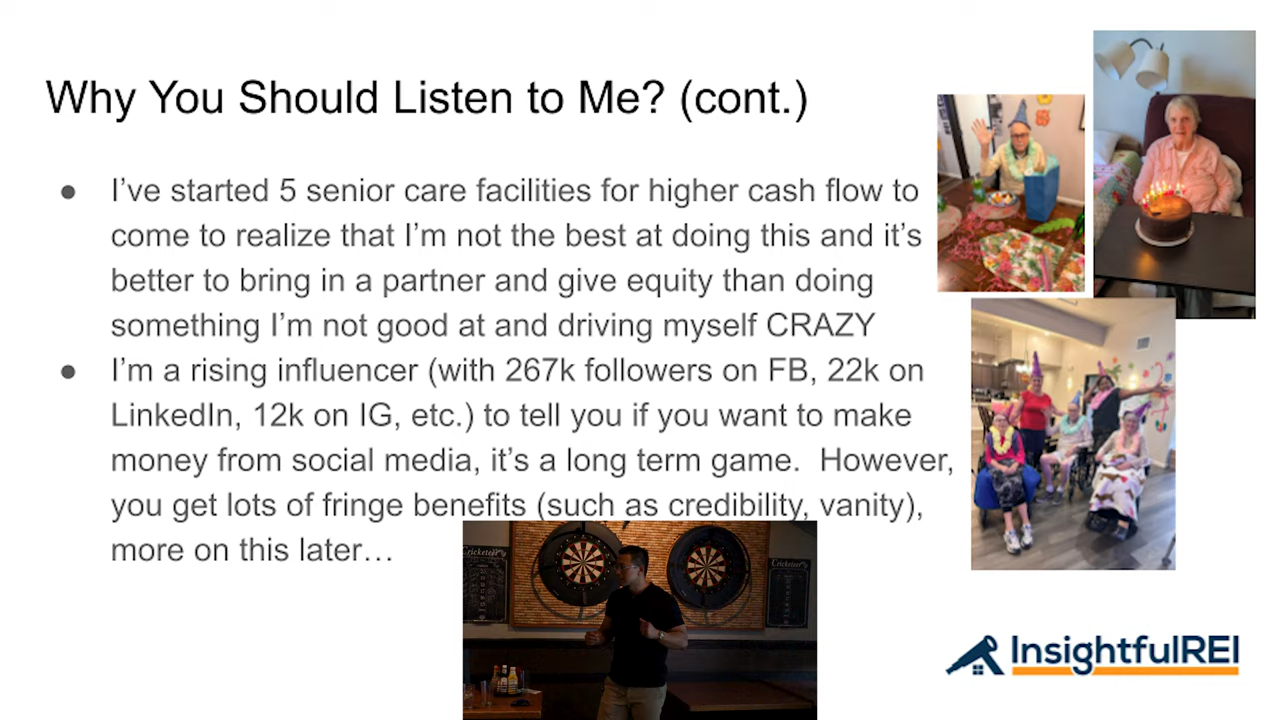 Why You Should Listen to Me? (cont.)
● I’ve started 5 senior care facilities for higher cash flow to
come to realize that I’m not the best at doing this and it’s
better to bring in a partner and give equity than doing
something I’m not good at and driving myself CRAZY
● I’m a rising influencer (with 267k followers on FB, 22k on
LinkedIn, 12k on IG, etc.) to tell you if you want to make
money from social media, it’s a long term game.  However,
you get lots of fringe benefits (such as credibility, vanity),
more on this later…
Cricketeer
Cricketeer
InsightfulREI